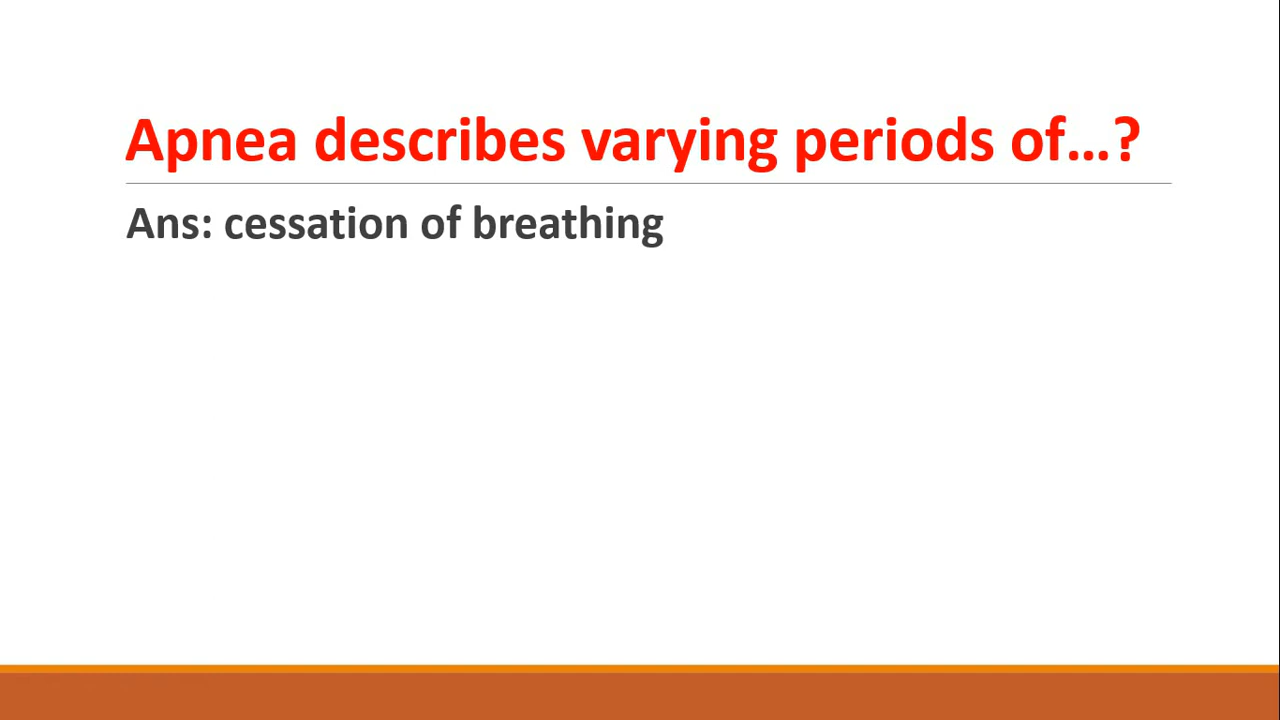 Apnea describes varying periods of…?
Ans: cessation of breathing